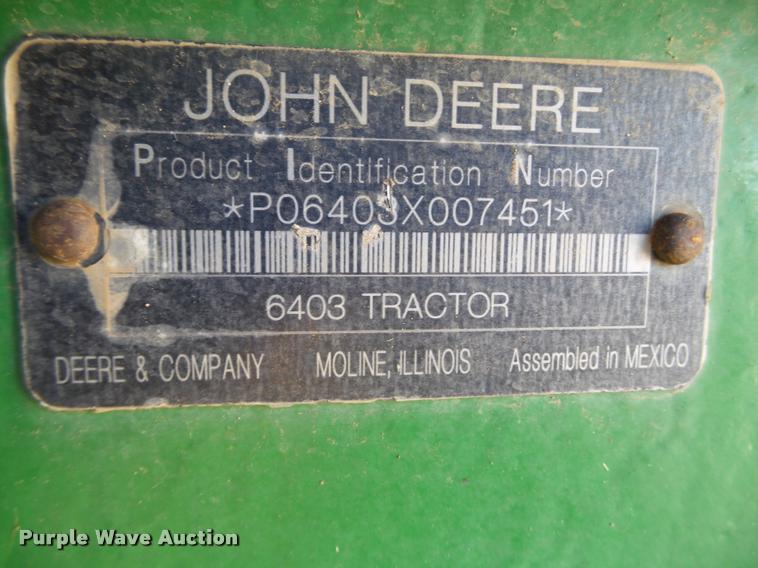 JOHN DEERE
Product Identification Number
*P06403X007451*
6403 TRACTOR
DEERE & COMPANY MOLINE, ILLINOIS Assembled in MEXICO
Purple Wave Auction